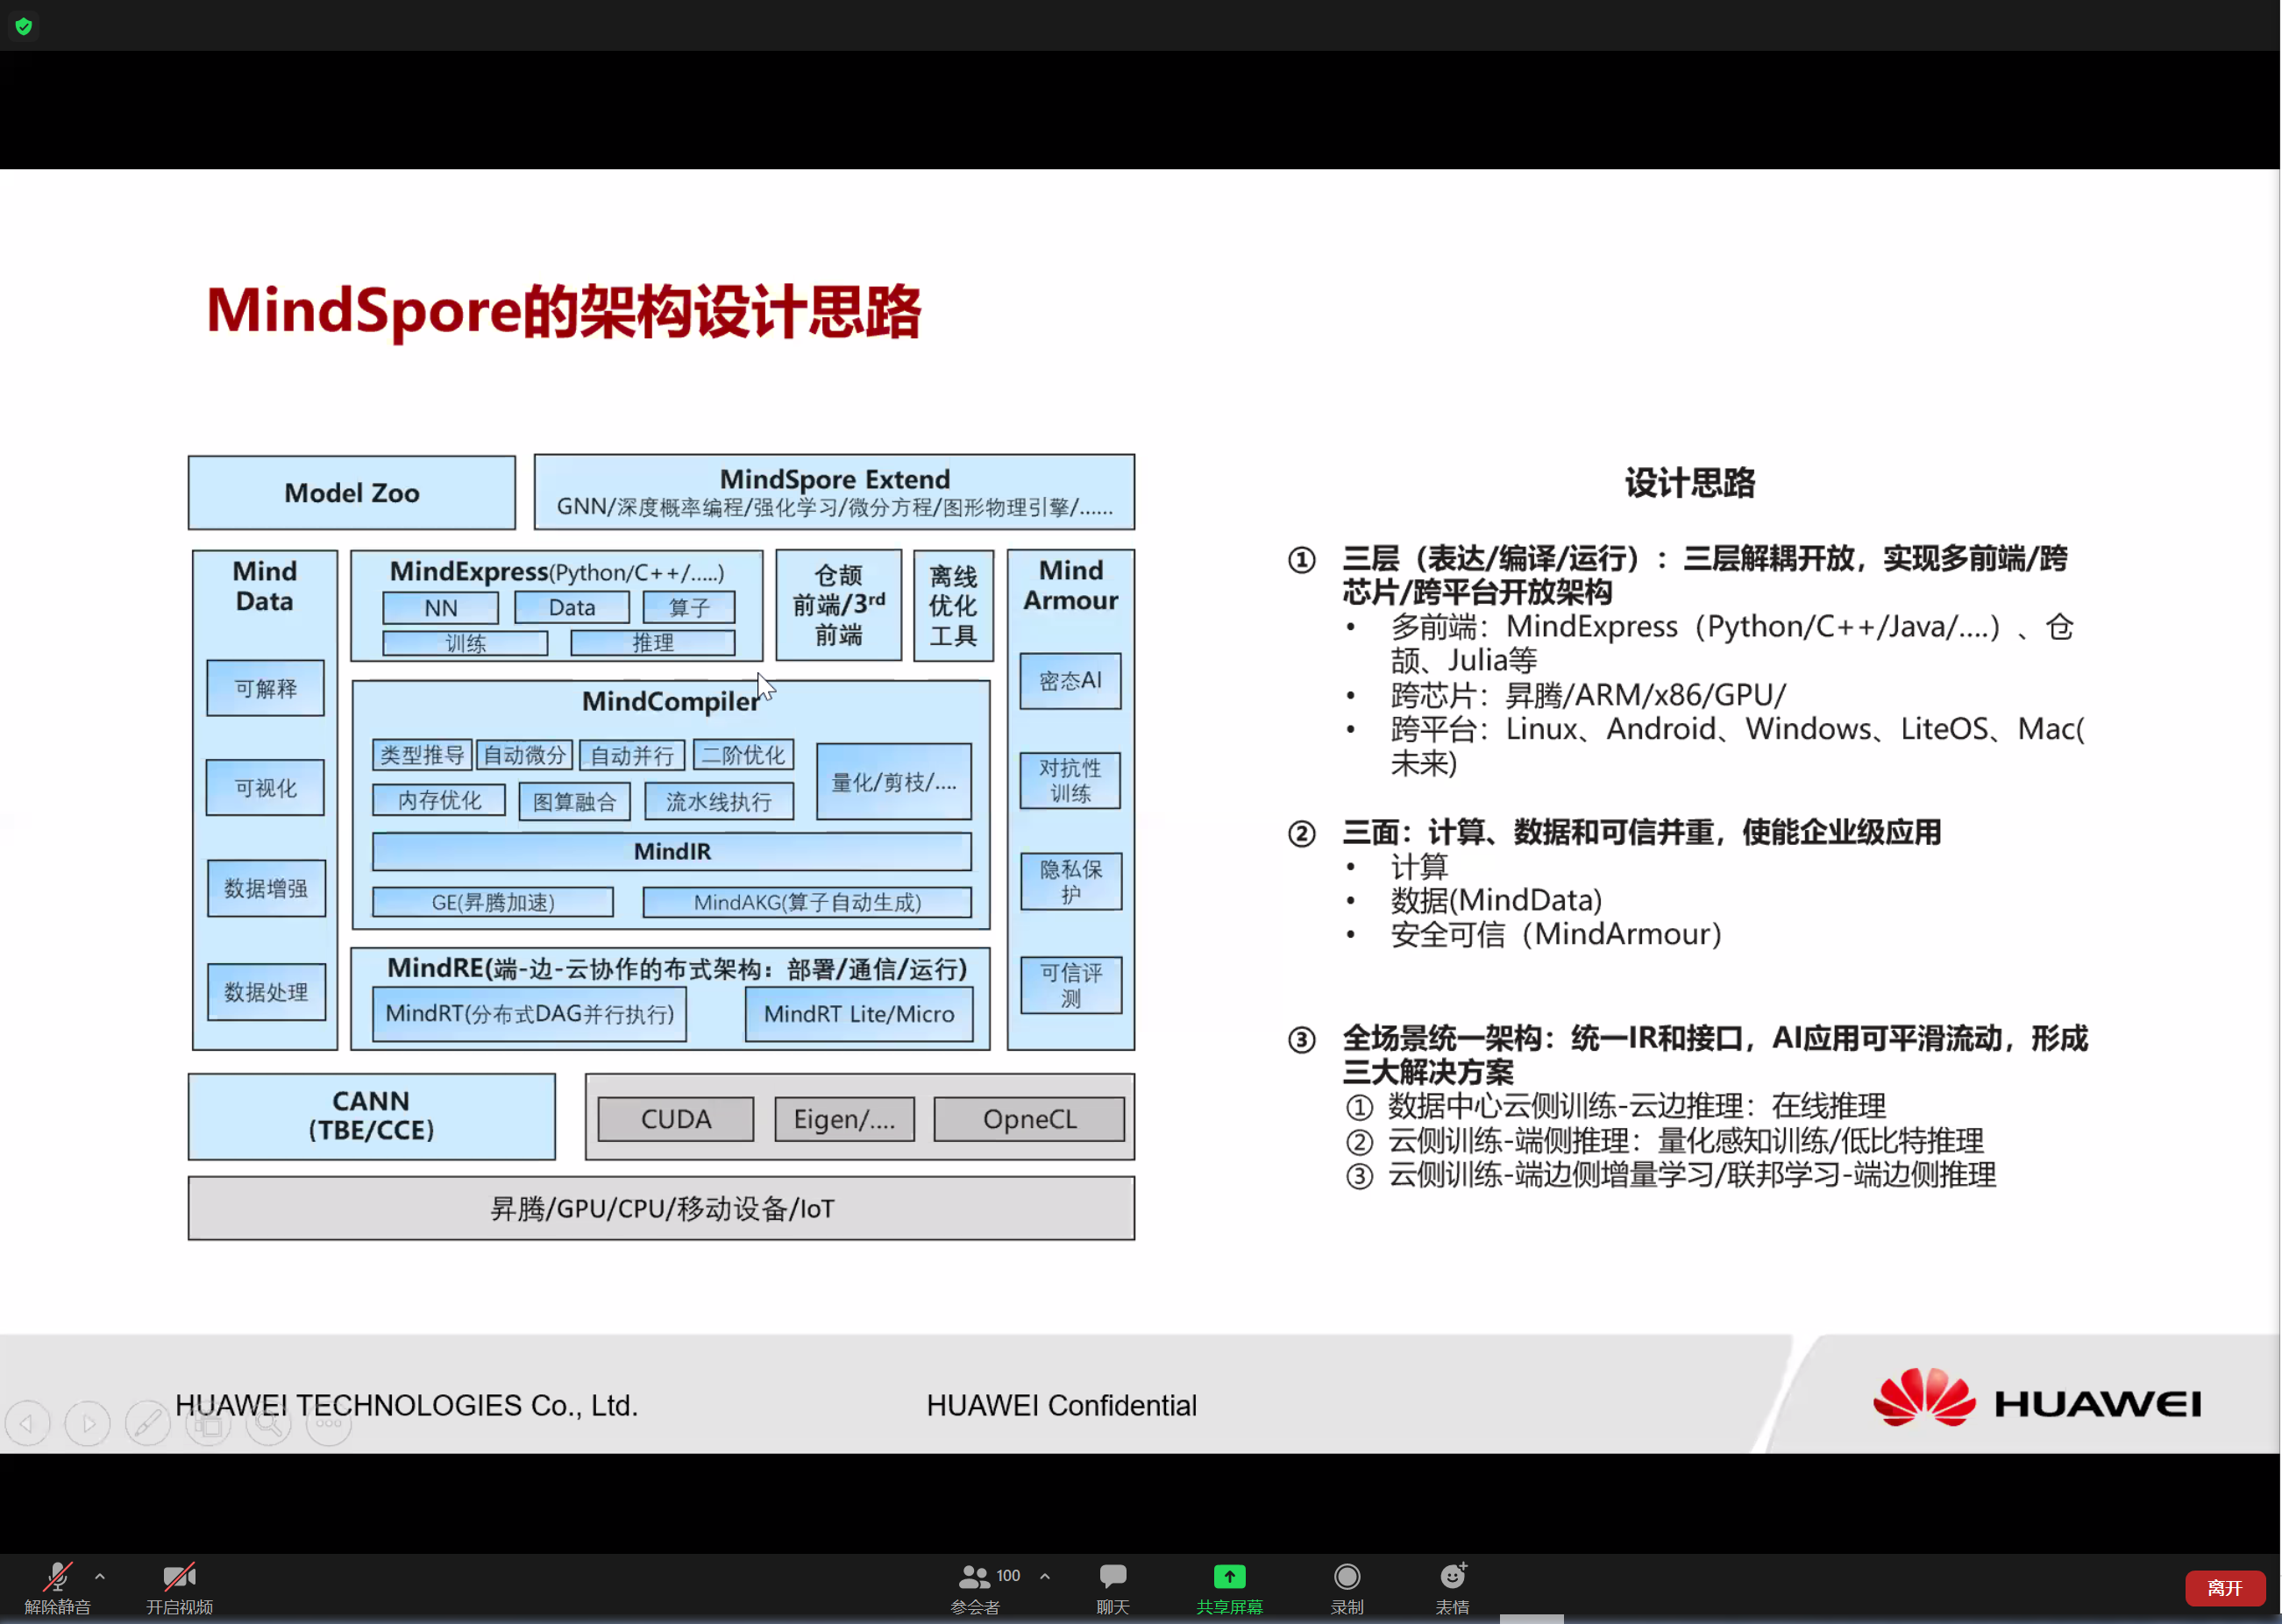 MindSpore的架构设计思路
Model Zoo
MindSpore Extend
GNN/深度概率编程/强化学习/微分方程/图形物理引擎/......
Mind
Data
可解释
可视化
数据增强
数据处理
MindExpress(Python/C++/.....)
NN
Data
算子
训练
推理
仓颉
前端/3rd
前端
离线
优化
工具
Mind
Armour
密态AI
对抗性
训练
隐私保
护
可信评
测
MindCompiler
类型推导
自动微分
自动并行
二阶优化
内存优化
图算融合
流水线执行
量化/剪枝/....
MindIR
GE(昇腾加速)
MindAKG(算子自动生成)
MindRE(端-边-云协作的布式架构：部署/通信/运行)
MindRT(分布式DAG并行执行)
MindRT Lite/Micro
CANN
(TBE/CCE)
CUDA
Eigen/....
OpneCL
昇腾/GPU/CPU/移动设备/IoT
设计思路
① 三层（表达/编译/运行）：三层解耦开放，实现多前端/跨
芯片/跨平台开放架构
• 多前端：MindExpress（Python/C++/Java/....）、仓
颉、Julia等
• 跨芯片：昇腾/ARM/x86/GPU/
• 跨平台：Linux、Android、Windows、LiteOS、Mac(
未来)
② 三面：计算、数据和可信并重，使能企业级应用
• 计算
• 数据(MindData)
• 安全可信（MindArmour）
③ 全场景统一架构：统一IR和接口，AI应用可平滑流动，形成
三大解决方案
① 数据中心云侧训练-云边推理：在线推理
② 云侧训练-端侧推理：量化感知训练/低比特推理
③ 云侧训练-端边侧增量学习/联邦学习-端边侧推理
HUAWEI TECHNOLOGIES Co., Ltd.
HUAWEI Confidential
HUAWEI
解除静音
开启视频
100
参会者
聊天
共享屏幕
录制
表情
离开